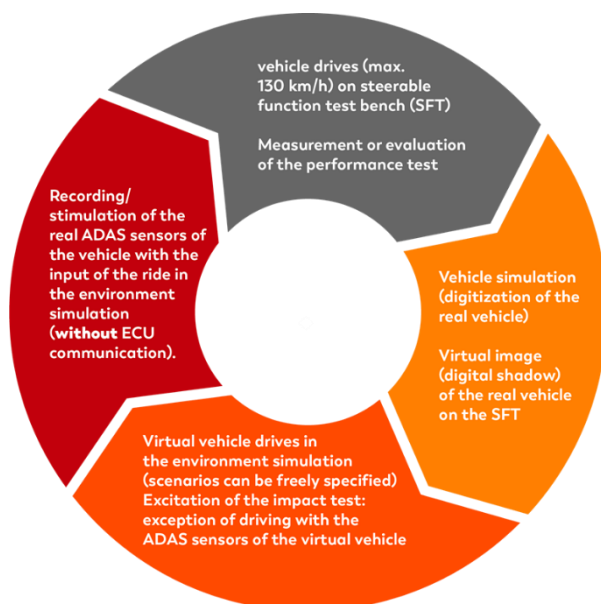 vehicle drives (max.
130 km/h) on steerable
function test bench (SFT)
Measurement or evaluation
of the performance test
Vehicle simulation
(digitization of the
real vehicle)
Virtual image
(digital shadow)
of the real vehicle
on the SFT
Virtual vehicle drives in
the environment simulation
(scenarios can be freely specified)
Excitation of the impact test:
exception of driving with the
ADAS sensors of the virtual vehicle
Recording/
stimulation of the
real ADAS sensors of
the vehicle with the
input of the ride in
the environment
simulation
(without ECU
communication).